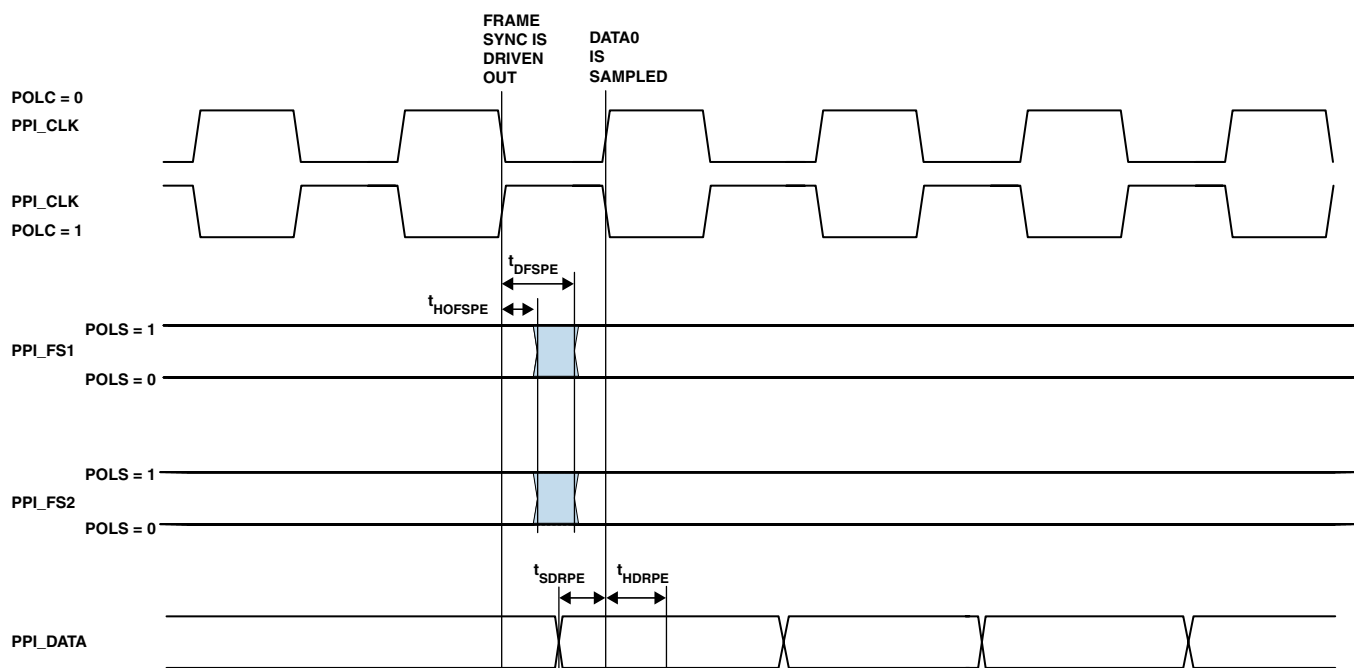 FRAME
SYNC IS
DRIVEN
OUT
DATA0
IS
SAMPLED
POLC = 0
PPI_CLK
PPI_CLK
POLC = 1
tDFSPE
tHOFSPE
POLS = 1
PPI_FS1
POLS = 0
POLS = 1
PPI_FS2
POLS = 0
tSDRPE
tHDRPE
PPI_DATA